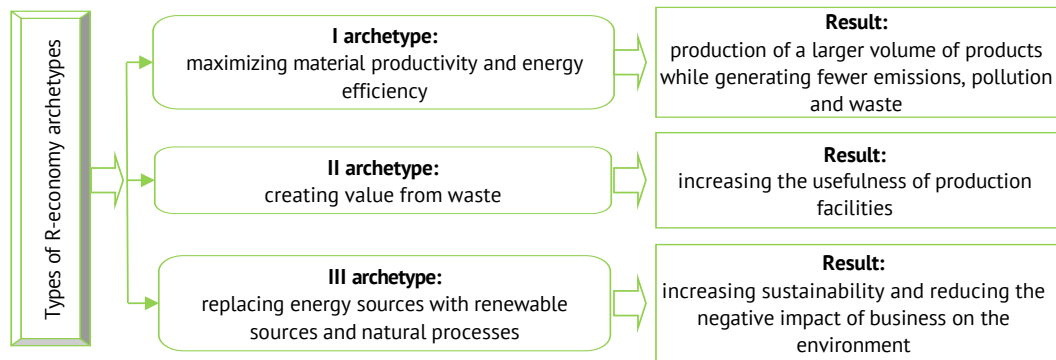 Types of R-economy archetypes
I archetype:
maximizing material productivity and energy
efficiency
Result:
production of a larger volume of products
while generating fewer emissions, pollution
and waste
II archetype:
creating value from waste
Result:
increasing the usefulness of production
facilities
III archetype:
replacing energy sources with renewable
sources and natural processes
Result:
increasing sustainability and reducing the
negative impact of business on the
environment